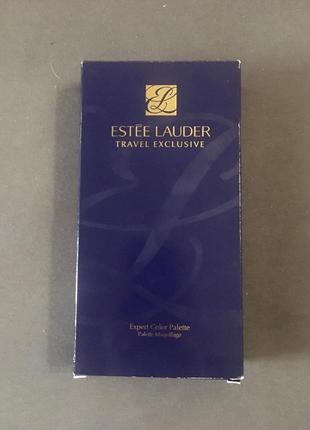 EL
ESTĒE LAUDER
TRAVEL EXCLUSIVE
Expert Color Palette
Palette Maquillage